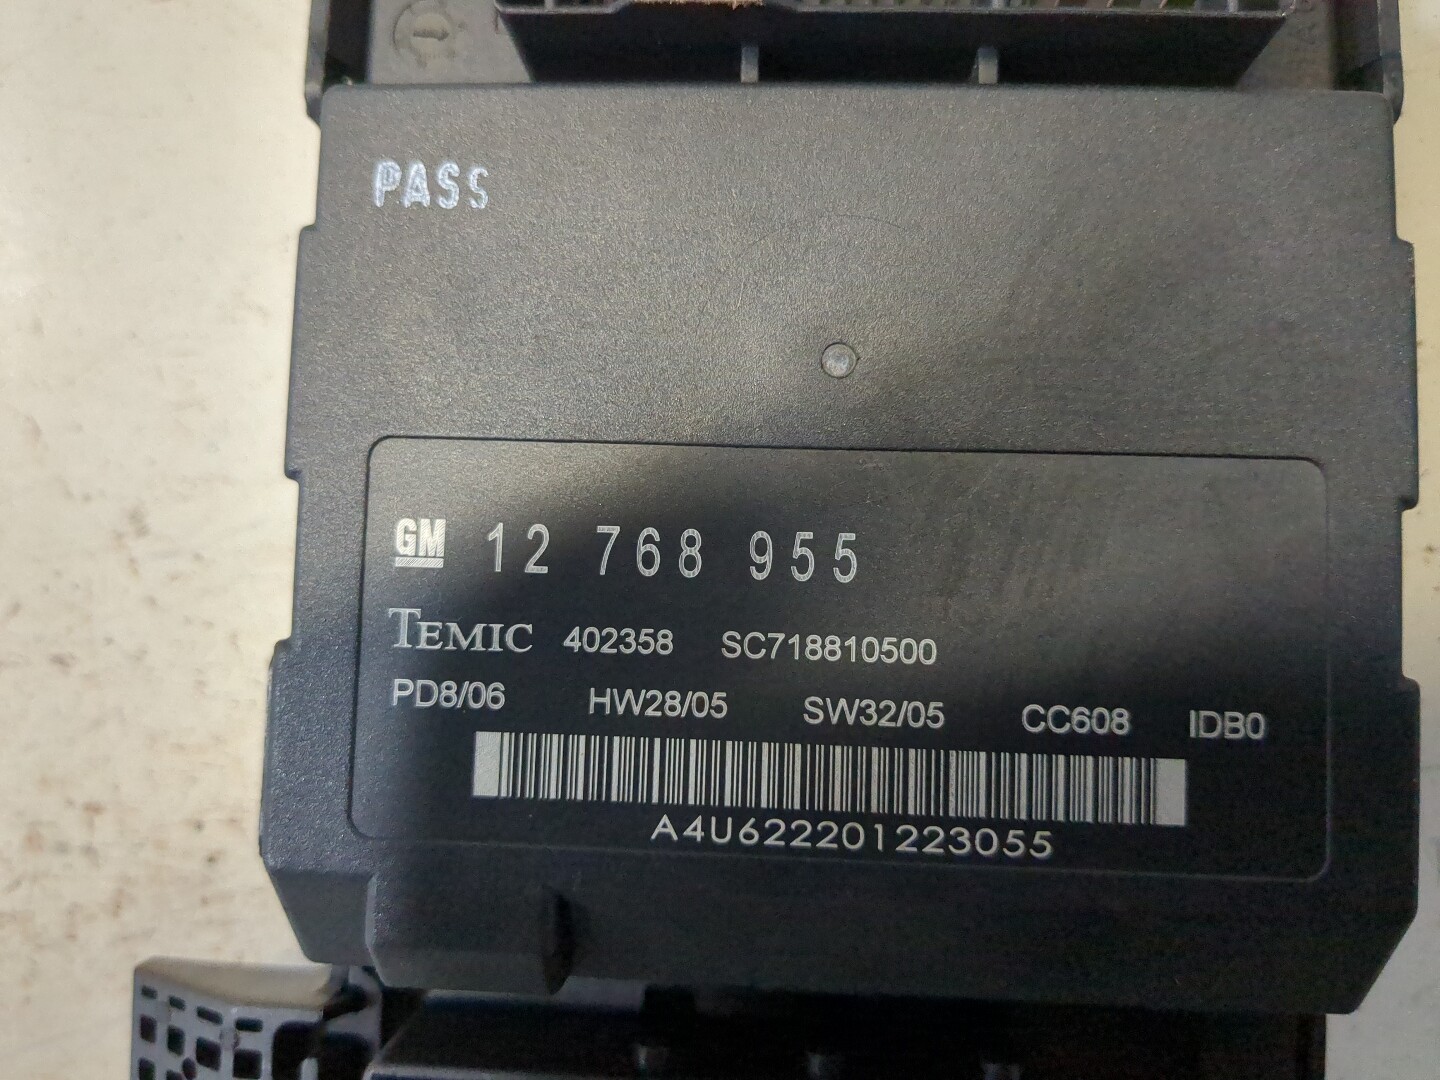 PASS
GM 12 768 955
TEMIC 402358 SC718810500
PD8/06 HW28/05 SW32/05 CC608 IDB0
A4U622201223055